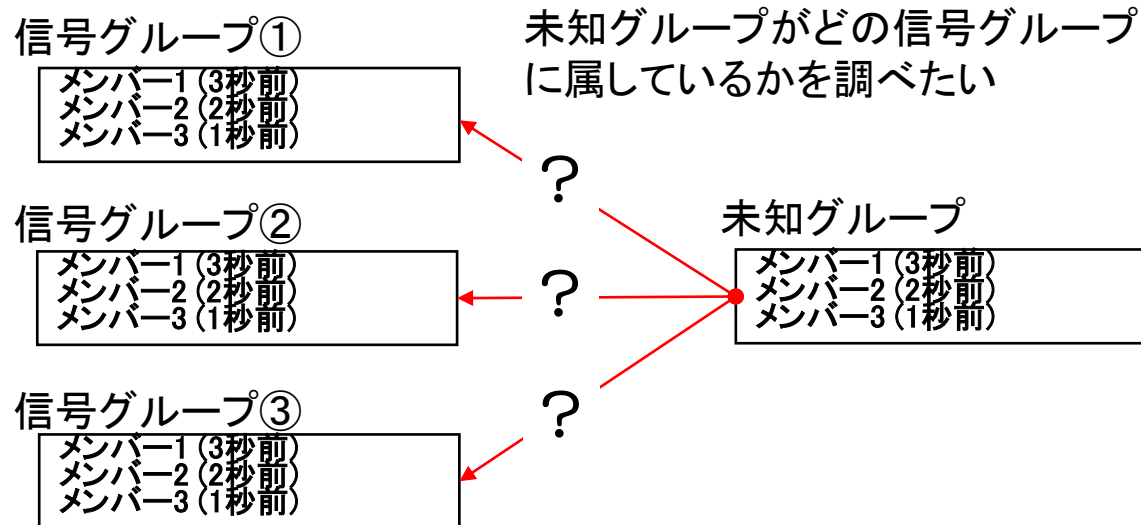 信号グループ①
メンバー1 (3秒前)
メンバー2 (2秒前)
メンバー3 (1秒前)
未知グループがどの信号グループ
に属しているかを調べたい
?
信号グループ②
メンバー1 (3秒前)
メンバー2 (2秒前)
メンバー3 (1秒前)
?
未知グループ
メンバー1 (3秒前)
メンバー2 (2秒前)
メンバー3 (1秒前)
信号グループ③
メンバー1 (3秒前)
メンバー2 (2秒前)
メンバー3 (1秒前)
?